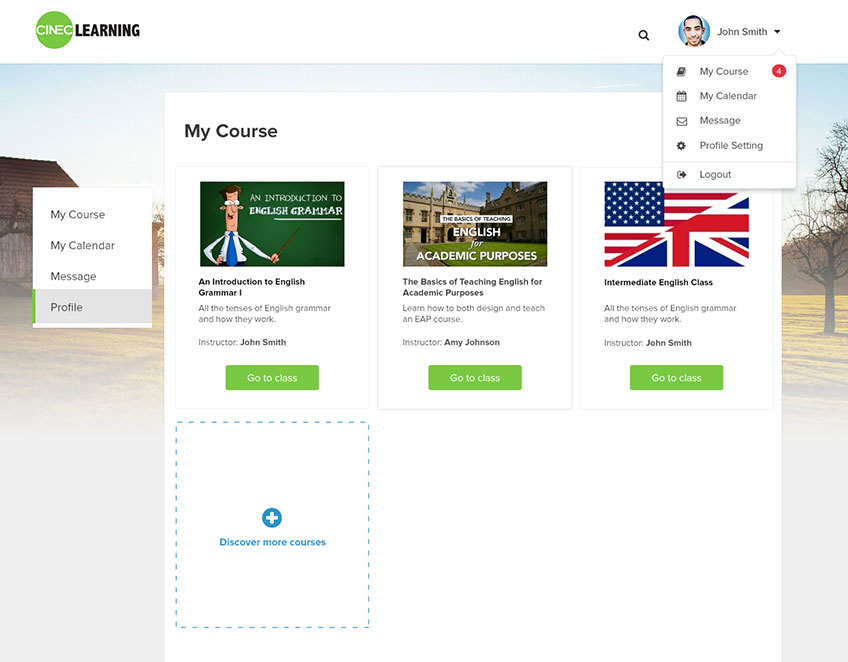 CINEC LEARNING
John Smith
My Course 4
My Calendar
Message
Profile Setting
Logout
My Course
My Calendar
Message
Profile
My Course
AN INTRODUCTION TO
ENGLISH GRAMMAR
An Introduction to English
Grammar I
All the tenses of English grammar
and how they work.
Instructor: John Smith
Go to class
THE BASICS OF TEACHING
ENGLISH
for
ACADEMIC PURPOSES
The Basics of Teaching English for
Academic Purposes
Learn how to both design and teach
an EAP course.
Instructor: Amy Johnson
Go to class
Intermediate English Class
All the tenses of English grammar
and how they work.
Instructor: John Smith
Go to class
Discover more courses